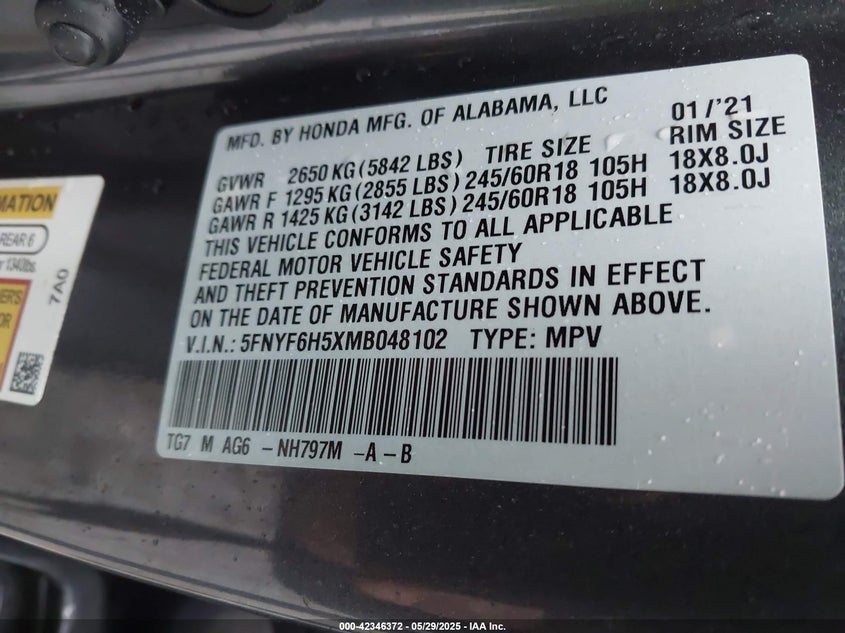 MFD. BY HONDA MFG. OF ALABAMA, LLC 01/'21
GVWR 2650 KG (5842 LBS) TIRE SIZE RIM SIZE
GAWR F 1295 KG (2855 LBS) 245/60R18 105H 18X8.0J
GAWR R 1425 KG (3142 LBS) 245/60R18 105H 18X8.0J
THIS VEHICLE CONFORMS TO ALL APPLICABLE
FEDERAL MOTOR VEHICLE SAFETY
AND THEFT PREVENTION STANDARDS IN EFFECT
ON THE DATE OF MANUFACTURE SHOWN ABOVE.
V.I.N.: 5FNYF6H5XMB048102 TYPE: MPV
TG7 M AG6 - NH797M - A - B
REAR 6
1340lbs.
7A0
000-42346372 - 05/29/2025 - IAA Inc.